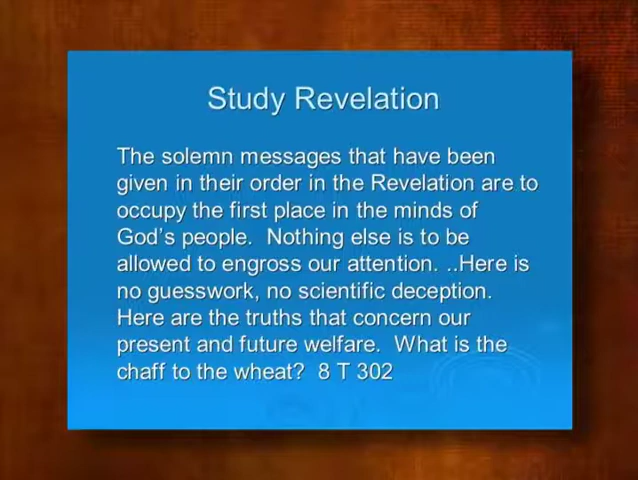 Study Revelation
The solemn messages that have been
given in their order in the Revelation are to
occupy the first place in the minds of
God's people.  Nothing else is to be
allowed to engross our attention. ..Here is
no guesswork, no scientific deception.
Here are the truths that concern our
present and future welfare.  What is the
chaff to the wheat?  8 T 302